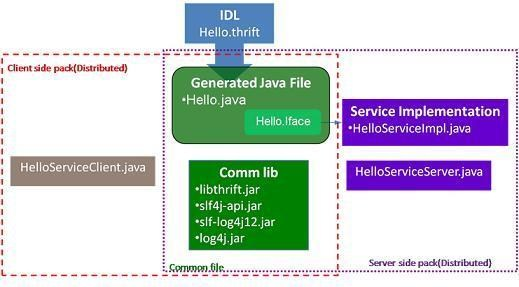 IDL
Hello.thrift
Client side pack(Distributed)
Generated Java File
•Hello.java
Hello.Iface
Service Implementation
•HelloServiceImpl.java
HelloServiceClient.java
Comm lib
•libthrift.jar
•slf4j-api.jar
•slf-log4j12.jar
•log4j.jar
HelloServiceServer.java
Common file
Server side pack(Distributed)